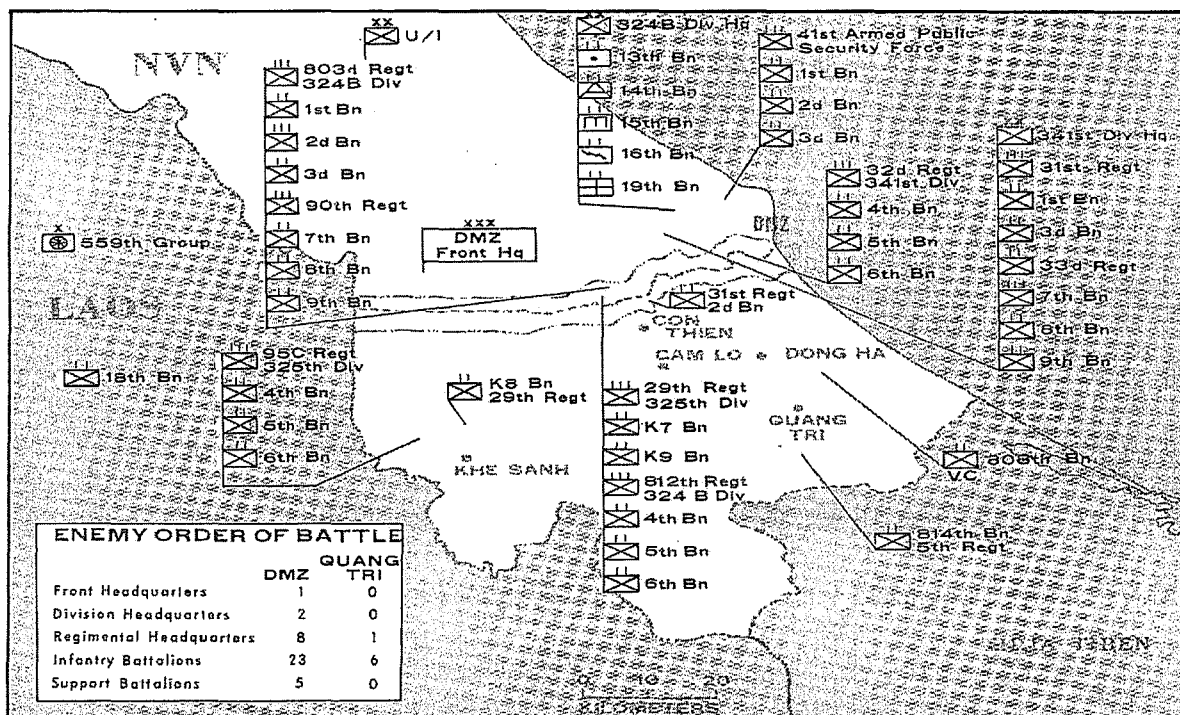 NVN
U/I
803d Regt
324B Div
1st Bn
2d Bn
3d Bn
90th Regt
7th Bn
8th Bn
9th Bn
324B Div Hq
13th Bn
14th Bn
15th Bn
16th Bn
19th Bn
41st Armed Public
Security Force
1st Bn
2d Bn
3d Bn
32d Regt
341st Div
4th Bn
5th Bn
6th Bn
341st Div Hq
31st Regt
1st Bn
3d Bn
33d Regt
7th Bn
8th Bn
9th Bn
559th Group
DMZ
Front Hq
DMZ
LAOS
31st Regt
2d Bn
CON
THIEN
CAM LO
DONG HA
18th Bn
95C Regt
325th Div
4th Bn
5th Bn
6th Bn
K8 Bn
29th Regt
KHE SANH
29th Regt
325th Div
K7 Bn
K9 Bn
812th Regt
324 B Div
4th Bn
5th Bn
6th Bn
QUANG
TRI
808th Bn
V.C.
814th Bn
5th Regt
ENEMY ORDER OF BATTLE
DMZ QUANG TRI
Front Headquarters 1 0
Division Headquarters 2 0
Regimental Headquarters 8 1
Infantry Battalions 23 6
Support Battalions 5 0
0 10 20
KILOMETERS